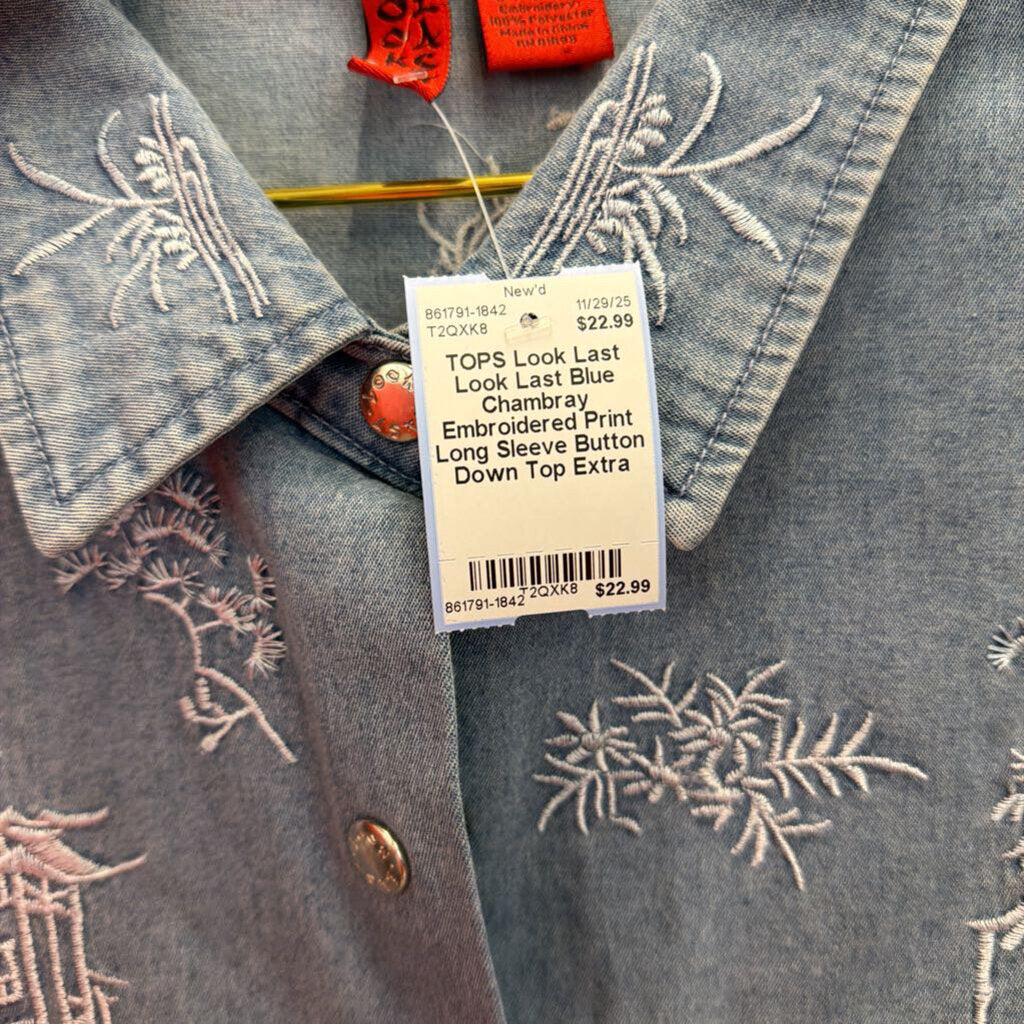 Embroidery:
100% Polyester
Made in China
New'd
861791-1842 11/29/25
T2QXK8 $22.99
TOPS Look Last
Look Last Blue
Chambray
Embroidered Print
Long Sleeve Button
Down Top Extra
861791-1842 T2QXK8 $22.99